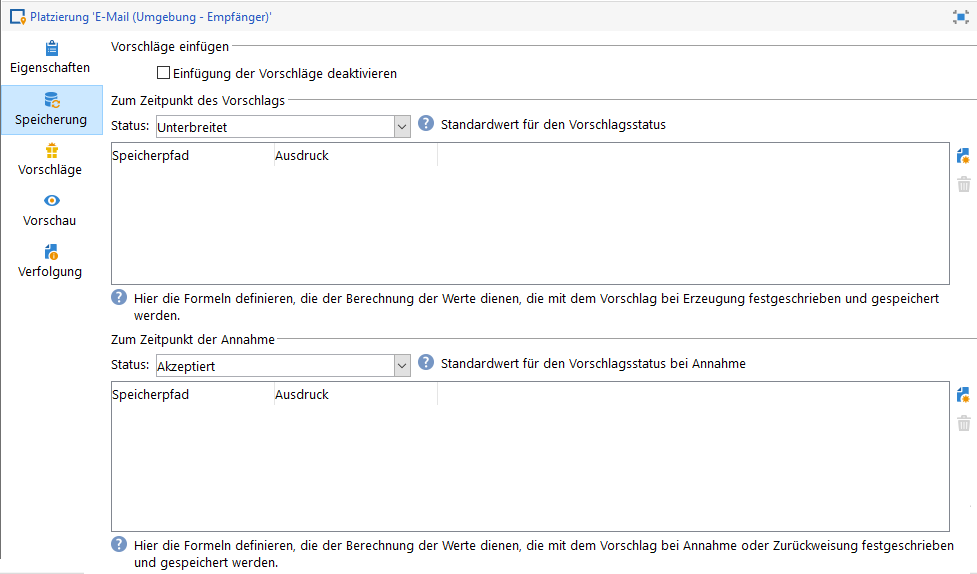 Platzierung 'E-Mail (Umgebung - Empfänger)'
Eigenschaften
Speicherung
Vorschläge
Vorschau
Verfolgung
Vorschläge einfügen
Einfügung der Vorschläge deaktivieren
Zum Zeitpunkt des Vorschlags
Status: Unterbreitet ? Standardwert für den Vorschlagsstatus
Speicherpfad Ausdruck
? Hier die Formeln definieren, die der Berechnung der Werte dienen, die mit dem Vorschlag bei Erzeugung festgeschrieben und gespeichert
werden.
Zum Zeitpunkt der Annahme
Status: Akzeptiert ? Standardwert für den Vorschlagsstatus bei Annahme
Speicherpfad Ausdruck
? Hier die Formeln definieren, die der Berechnung der Werte dienen, die mit dem Vorschlag bei Annahme oder Zurückweisung festgeschrieben
und gespeichert werden.